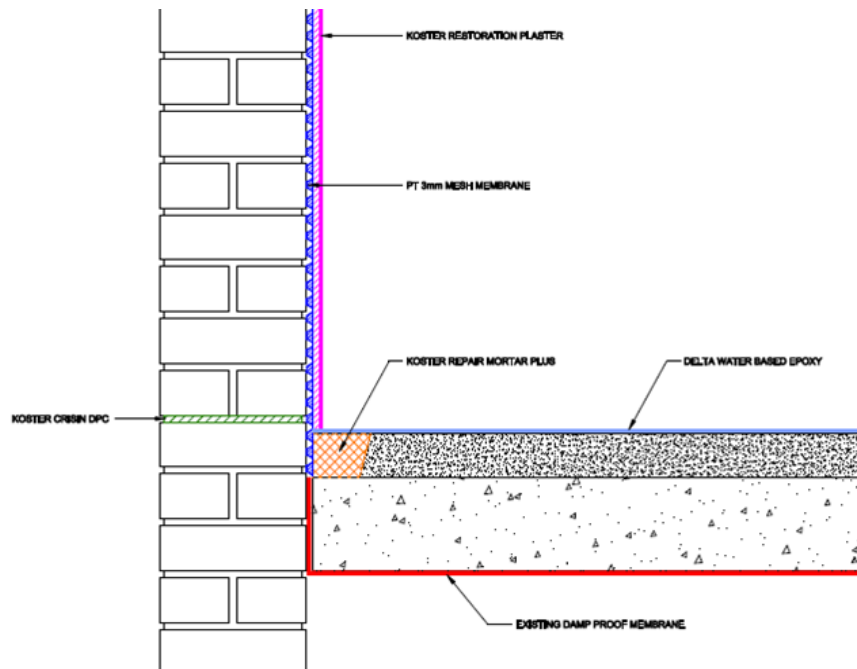 KOSTER RESTORATION PLASTER
PT 3mm MESH MEMBRANE
KOSTER REPAIR MORTAR PLUS
DELTA WATER BASED EPOXY
KOSTER CRISIN DPC
EXISTING DAMP PROOF MEMBRANE